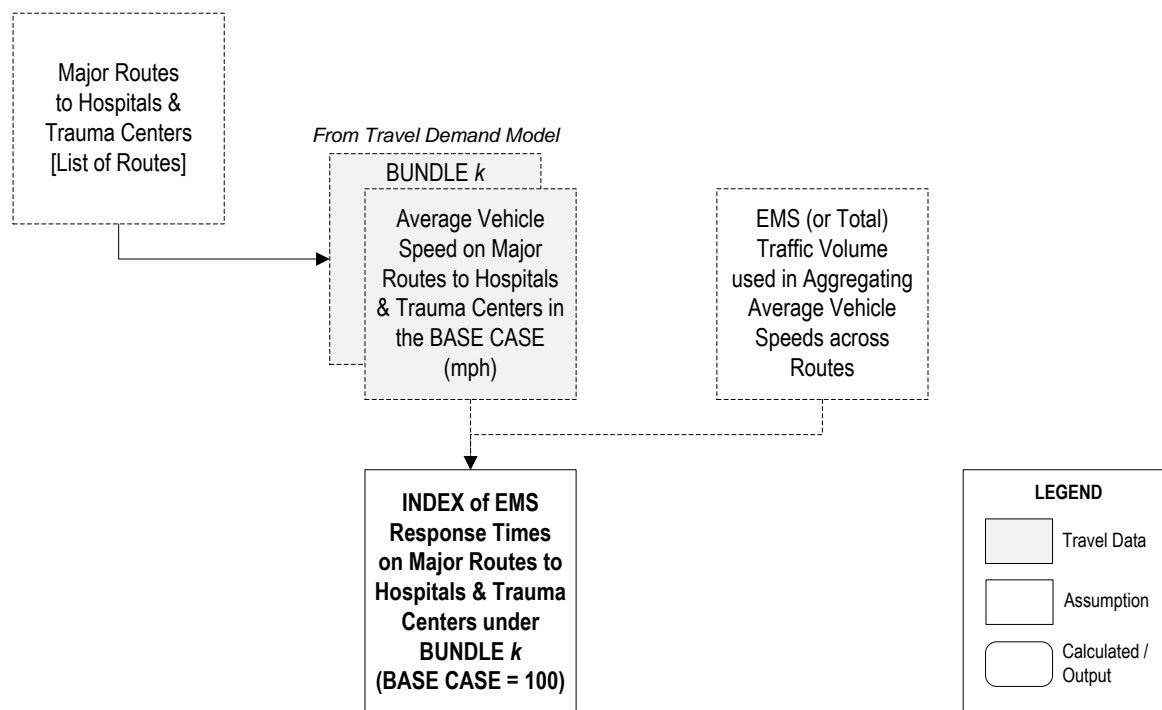 Major Routes
to Hospitals &
Trauma Centers
[List of Routes]
From Travel Demand Model
BUNDLE k
Average Vehicle
Speed on Major
Routes to Hospitals
& Trauma Centers in
the BASE CASE
(mph)
EMS (or Total)
Traffic Volume
used in Aggregating
Average Vehicle
Speeds across
Routes
INDEX of EMS
Response Times
on Major Routes to
Hospitals & Trauma
Centers under
BUNDLE k
(BASE CASE = 100)
LEGEND
Travel Data
Assumption
Calculated /
Output